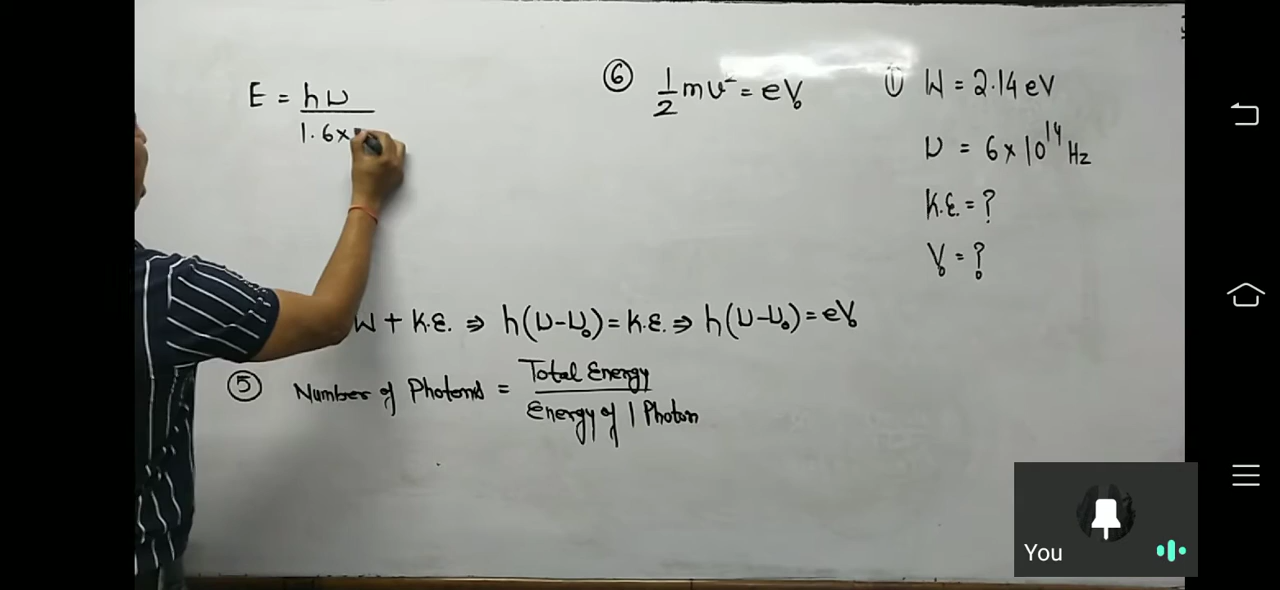 E = hν
1.6×
⑥ 1/2 mv² = eV₀
① W = 2.14 eV
ν = 6 × 10¹⁴ Hz
K.E. = ?
V₀ = ?
W + K.E. ⇒ h(ν-ν₀) = K.E. ⇒ h(ν-ν₀) = eV₀
⑤ Number of Photons = Total Energy
Energy of 1 Photon
You